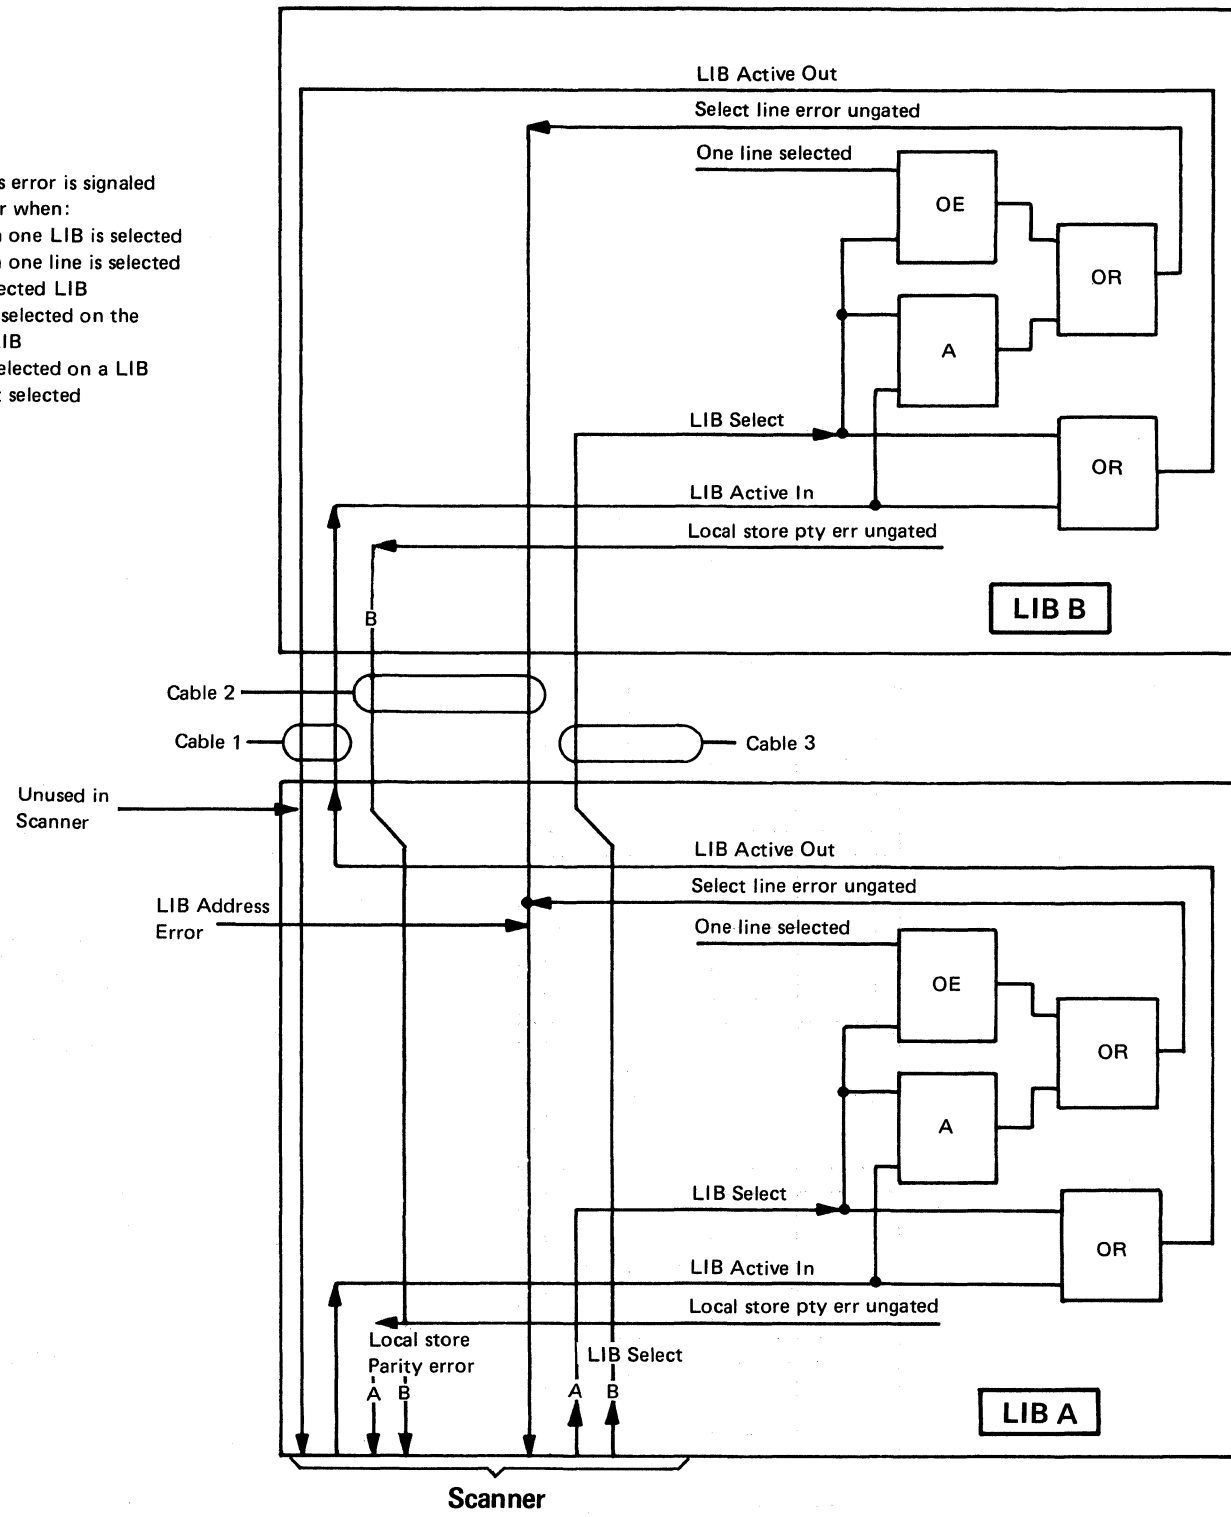 LIB Active Out
Select line error ungated
One line selected
s error is signaled
r when:
one LIB is selected
one line is selected
ected LIB
selected on the
IB
elected on a LIB
t selected
OE
OR
A
LIB Select
OR
LIB Active In
Local store pty err ungated
LIB B
B
Cable 2
Cable 1
Cable 3
Unused in
Scanner
LIB Active Out
Select line error ungated
LIB Address
Error
One line selected
OE
OR
A
LIB Select
OR
LIB Active In
Local store pty err ungated
Local store
Parity error
LIB Select
A B
A B
LIB A
Scanner